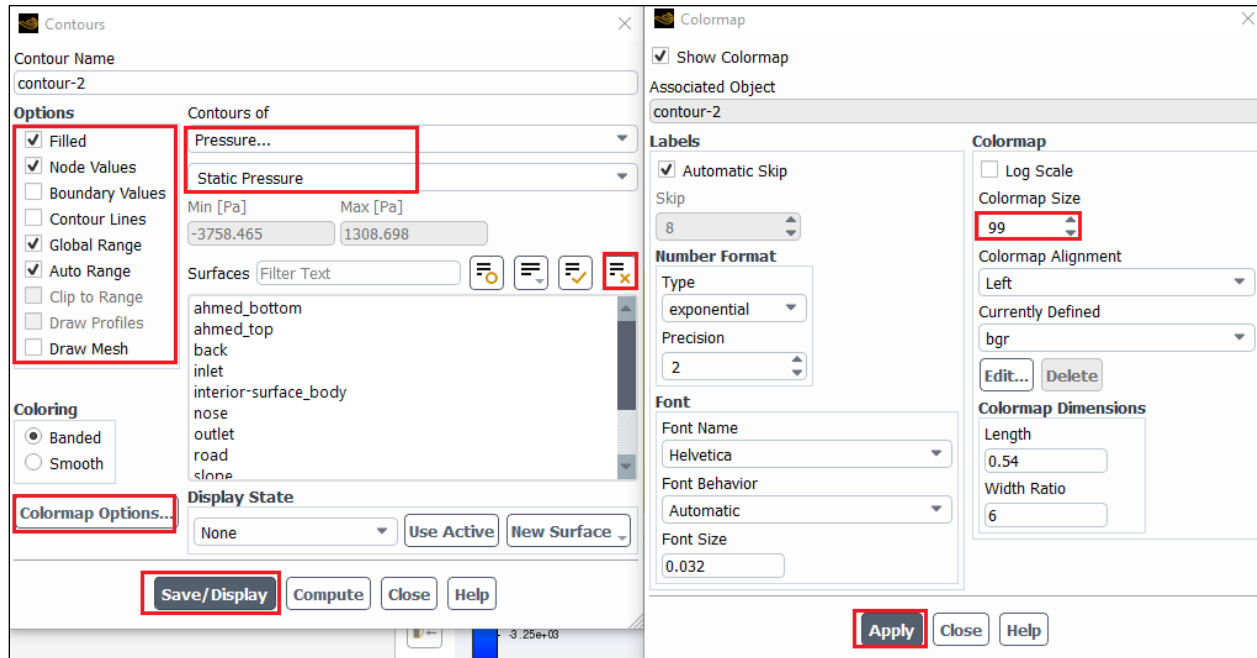 Contours
Contour Name
contour-2
Options
Filled
Node Values
Boundary Values
Contour Lines
Global Range
Auto Range
Clip to Range
Draw Profiles
Draw Mesh
Coloring
Banded
Smooth
Colormap Options...
Contours of
Pressure...
Static Pressure
Min [Pa] Max [Pa]
-3758.465 1308.698
Surfaces Filter Text
ahmed_bottom
ahmed_top
back
inlet
interior-surface_body
nose
outlet
road
slope
Display State
None Use Active New Surface
Save/Display Compute Close Help
-3.25e+03
Colormap
Show Colormap
Associated Object
contour-2
Labels
Automatic Skip
Skip
8
Number Format
Type
exponential
Precision
2
Font
Font Name
Helvetica
Font Behavior
Automatic
Font Size
0.032
Colormap
Log Scale
Colormap Size
99
Colormap Alignment
Left
Currently Defined
bgr
Edit... Delete
Colormap Dimensions
Length
0.54
Width Ratio
6
Apply Close Help